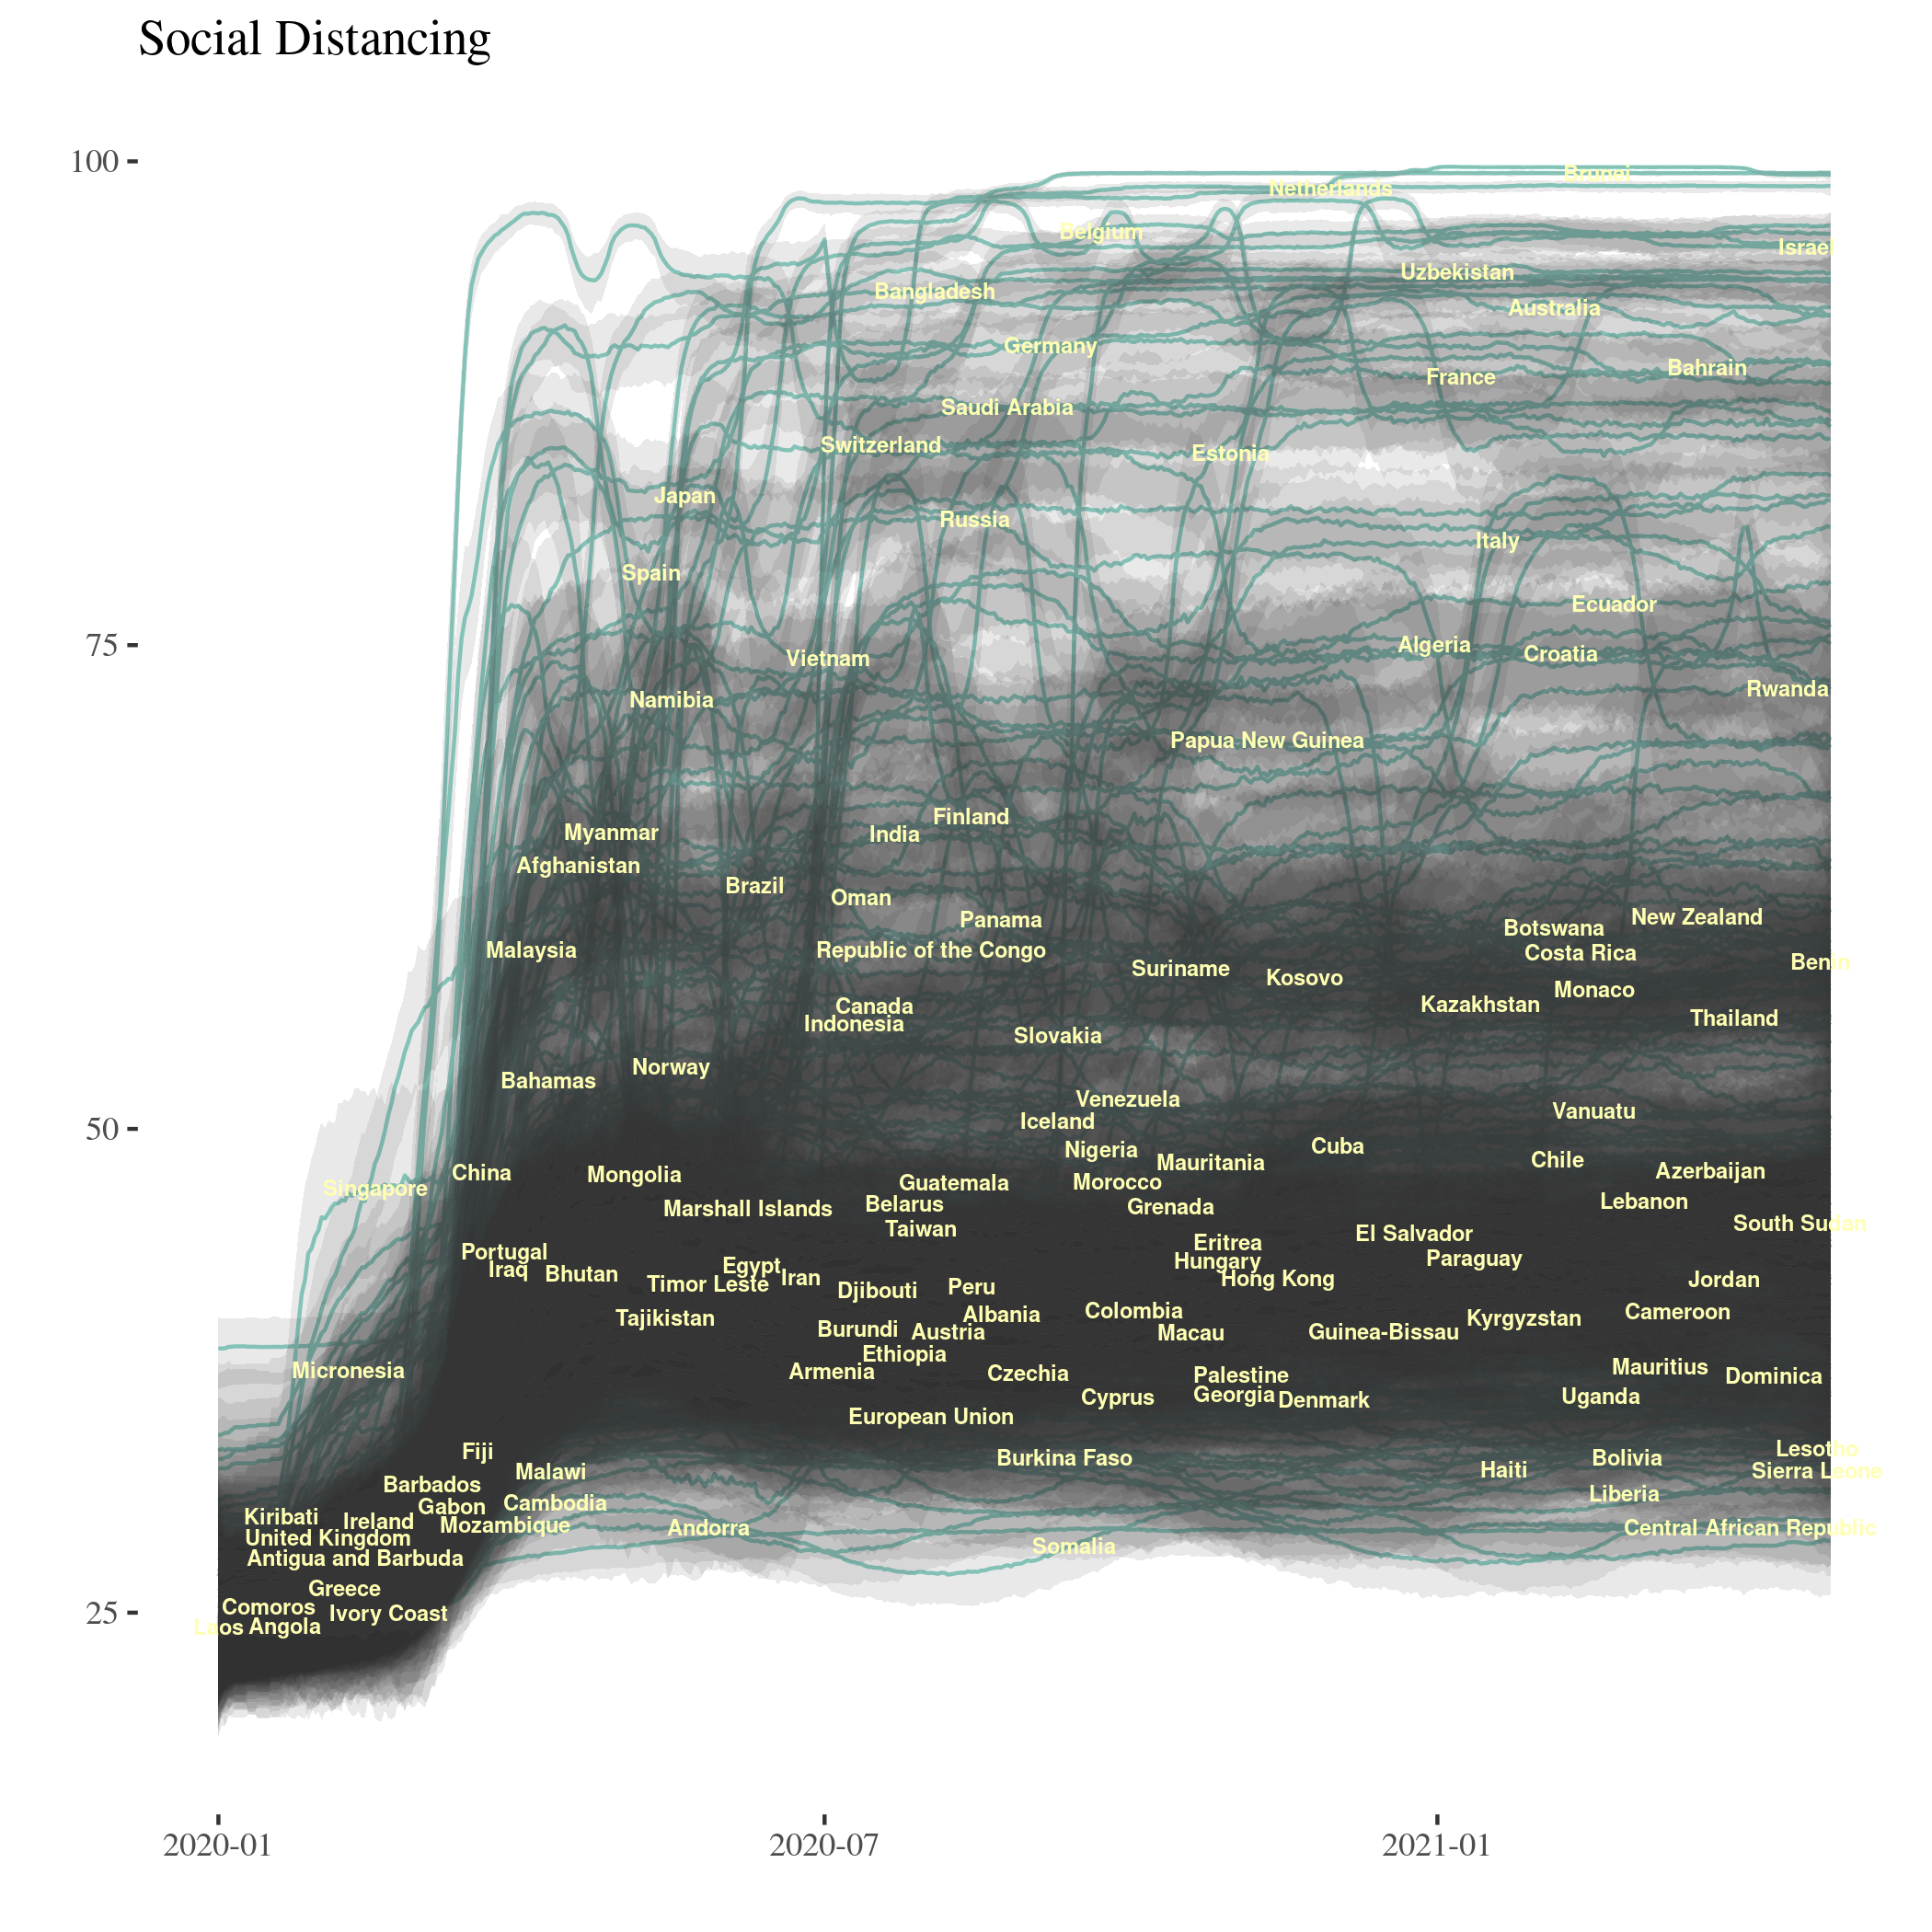 Social Distancing
100
Brunei
Netherlands
Belgium
Israel
Uzbekistan
Bangladesh
Australia
Germany
Bahrain
France
Saudi Arabia
Switzerland
Estonia
Japan
Russia
Italy
Spain
Ecuador
75
Algeria
Croatia
Vietnam
Rwanda
Namibia
Papua New Guinea
Finland
Myanmar
India
Afghanistan
Brazil
Oman
New Zealand
Panama
Botswana
Malaysia
Republic of the Congo
Costa Rica
Benin
Suriname
Kosovo
Monaco
Canada
Kazakhstan
Thailand
Indonesia
Slovakia
Norway
Bahamas
Venezuela
Vanuatu
Iceland
50
Cuba
Nigeria
Chile
Mauritania
Azerbaijan
China
Mongolia
Guatemala
Morocco
Singapore
Lebanon
Belarus
Grenada
Marshall Islands
South Sudan
Taiwan
El Salvador
Eritrea
Portugal
Paraguay
Hungary
Egypt
Iraq
Bhutan
Iran
Hong Kong
Jordan
Timor Leste
Peru
Djibouti
Colombia
Cameroon
Albania
Tajikistan
Kyrgyzstan
Burundi
Austria
Macau
Guinea-Bissau
Ethiopia
Mauritius
Micronesia
Armenia
Czechia
Palestine
Dominica
Georgia
Uganda
Cyprus
Denmark
European Union
Lesotho
Fiji
Burkina Faso
Bolivia
Haiti
Sierra Leone
Malawi
Barbados
Liberia
Cambodia
Gabon
Kiribati
Ireland
Mozambique
Andorra
Central African Republic
United Kingdom
Somalia
Antigua and Barbuda
Greece
Comoros
25
Ivory Coast
Laos
Angola
2020-01
2020-07
2021-01